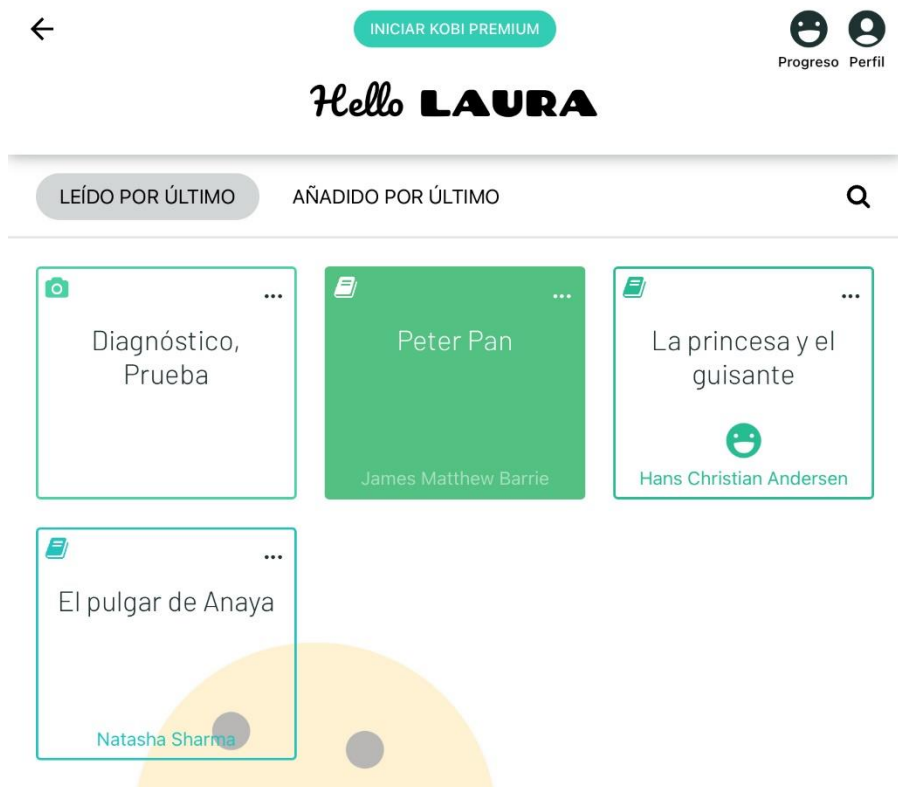 INICIAR KOBI PREMIUM
Progreso Perfil
Hello LAURA
LEÍDO POR ÚLTIMO AÑADIDO POR ÚLTIMO
Diagnóstico,
Prueba
Peter Pan
James Matthew Barrie
La princesa y el
guisante
Hans Christian Andersen
El pulgar de Anaya
Natasha Sharma